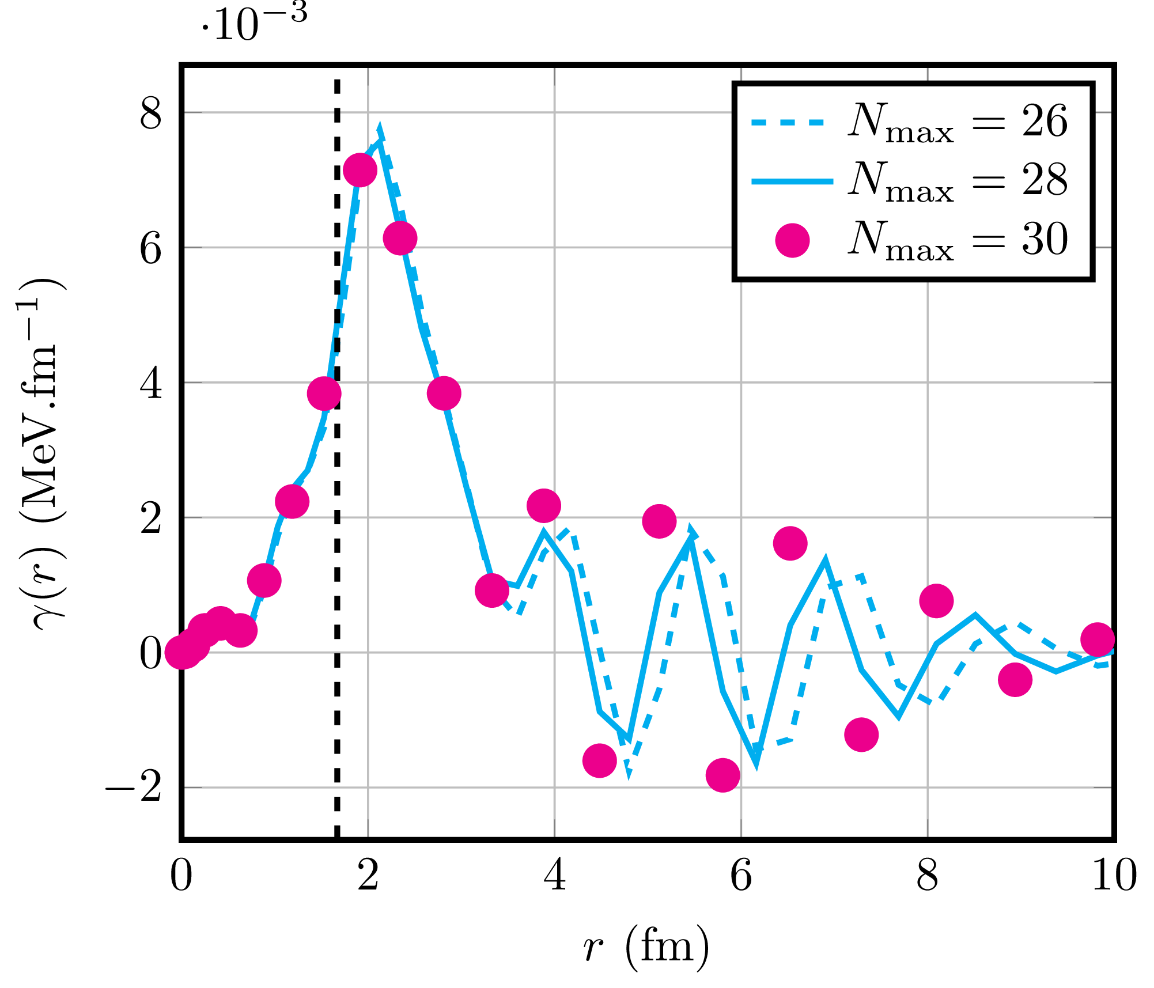 ·10⁻³
8
6
4
2
0
−2
γ(r) (MeV.fm⁻¹)
N_max = 26
N_max = 28
N_max = 30
0 2 4 6 8 10
r (fm)